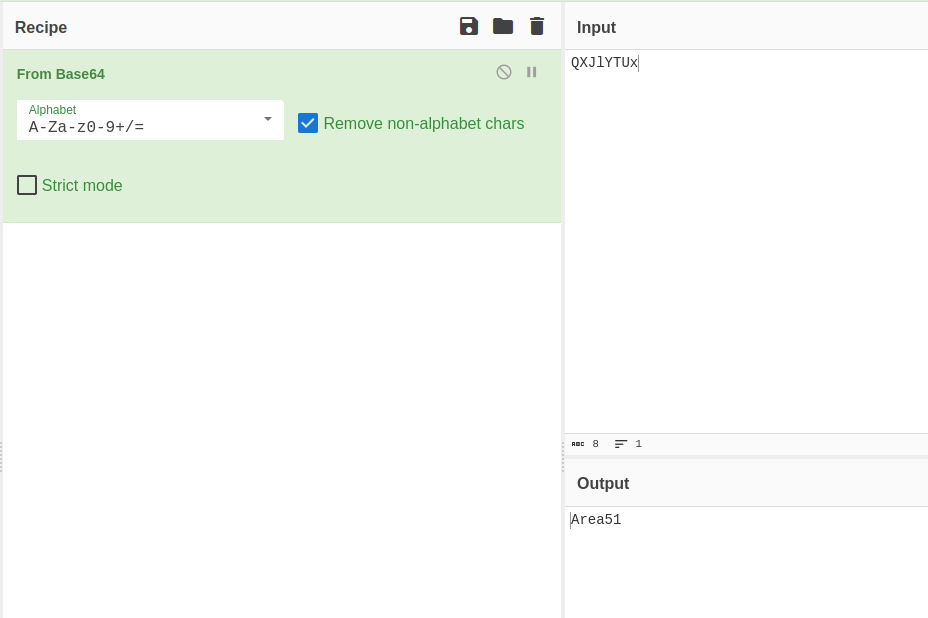 Recipe
From Base64
Alphabet
A-Za-z0-9+/=
Remove non-alphabet chars
Strict mode
Input
QXJlYTUx
ABC 8 1
Output
Area51